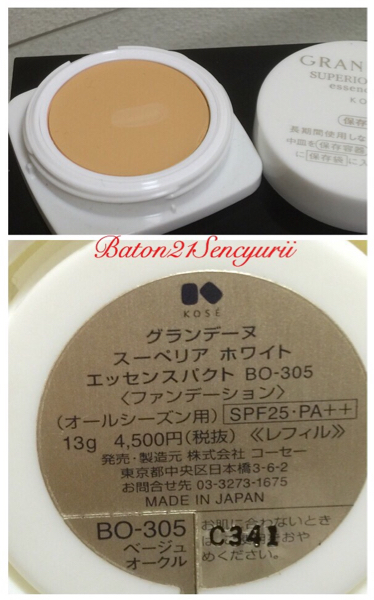 GRAN
SUPERIO
essenc
KO
保存
長期間使用しな
中皿を保存容器
に保存袋に入
Baton21Sencyurii
KOSÉ
グランデーヌ
スーペリア ホワイト
エッセンスパクト BO-305
〈ファンデーション〉
(オールシーズン用) SPF25・PA++
13g 4,500円(税抜) 《レフィル》
発売・製造元 株式会社 コーセー
東京都中央区日本橋3-6-2
お問合せ先 03-3273-1675
MADE IN JAPAN
BO-305
ベージュ
オークル
お肌に合わないとき
は
C341
おや
めください。